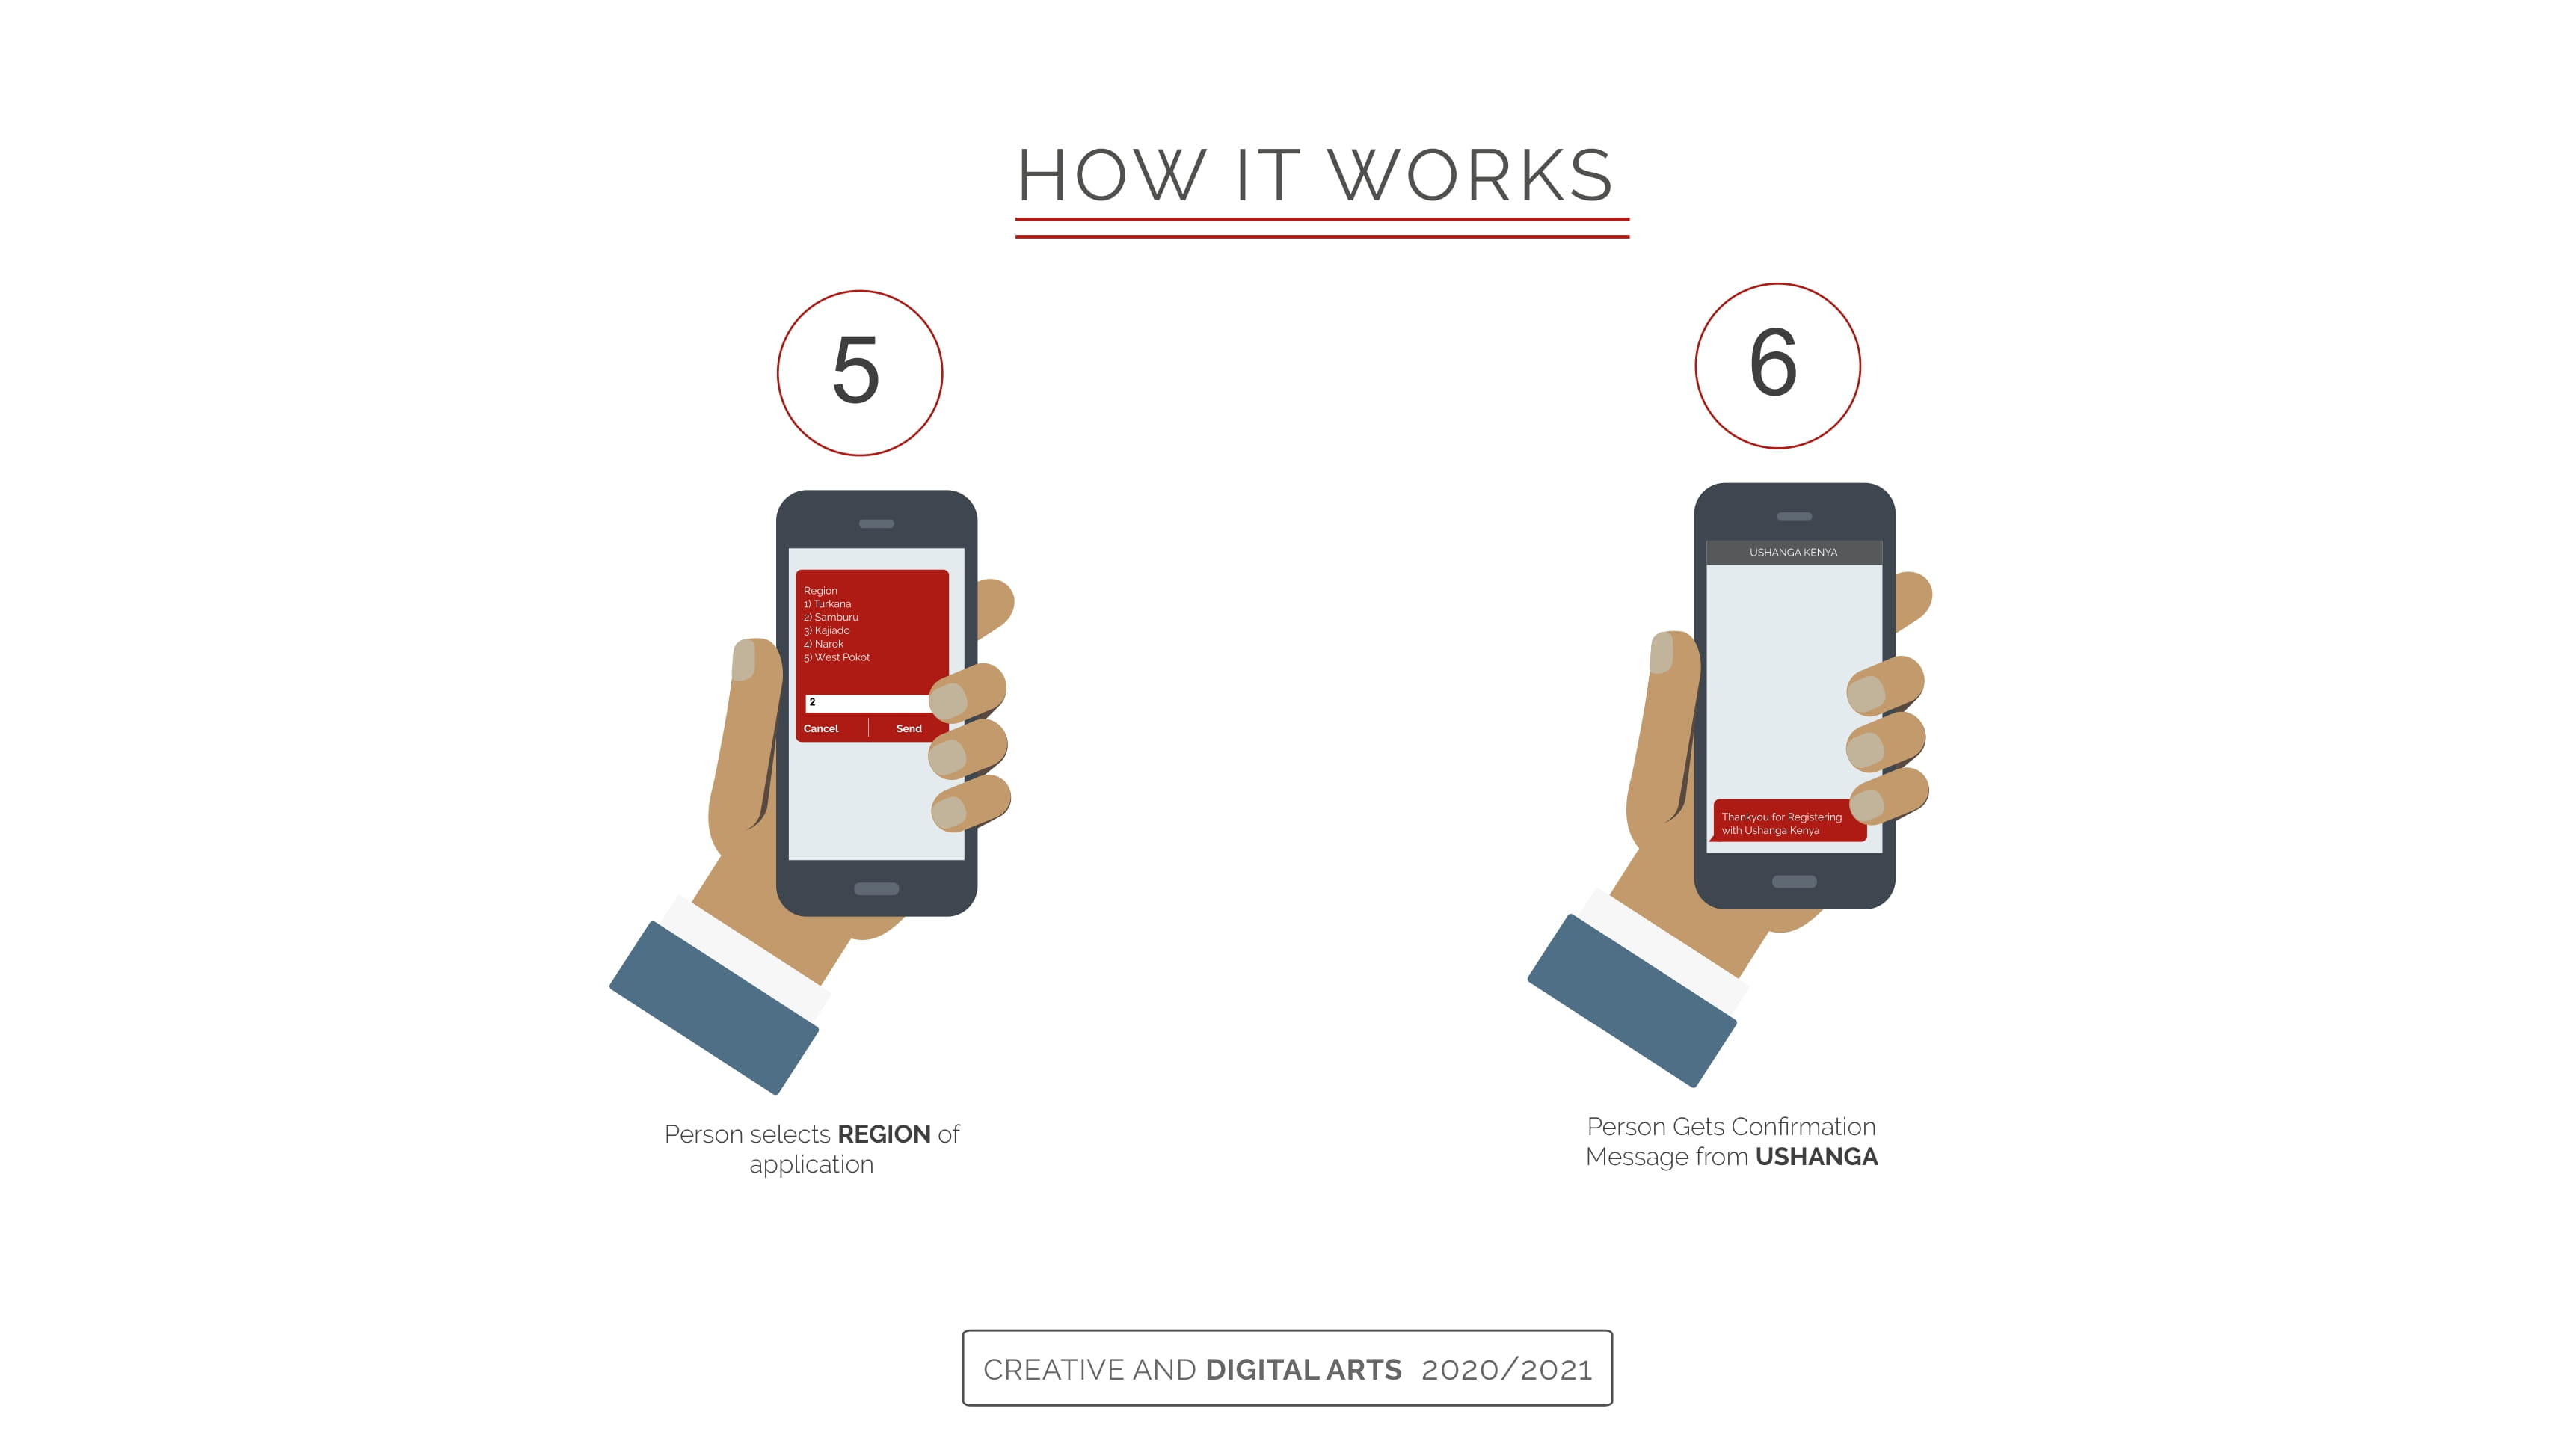 HOW IT WORKS
5
Region
1) Turkana
2) Samburu
3) Kajiado
4) Narok
5) West Pokot
2
Cancel Send
Person selects REGION of
application
6
USHANGA KENYA
Thankyou for Registering
with Ushanga Kenya
Person Gets Confirmation
Message from USHANGA
CREATIVE AND DIGITAL ARTS 2020/2021